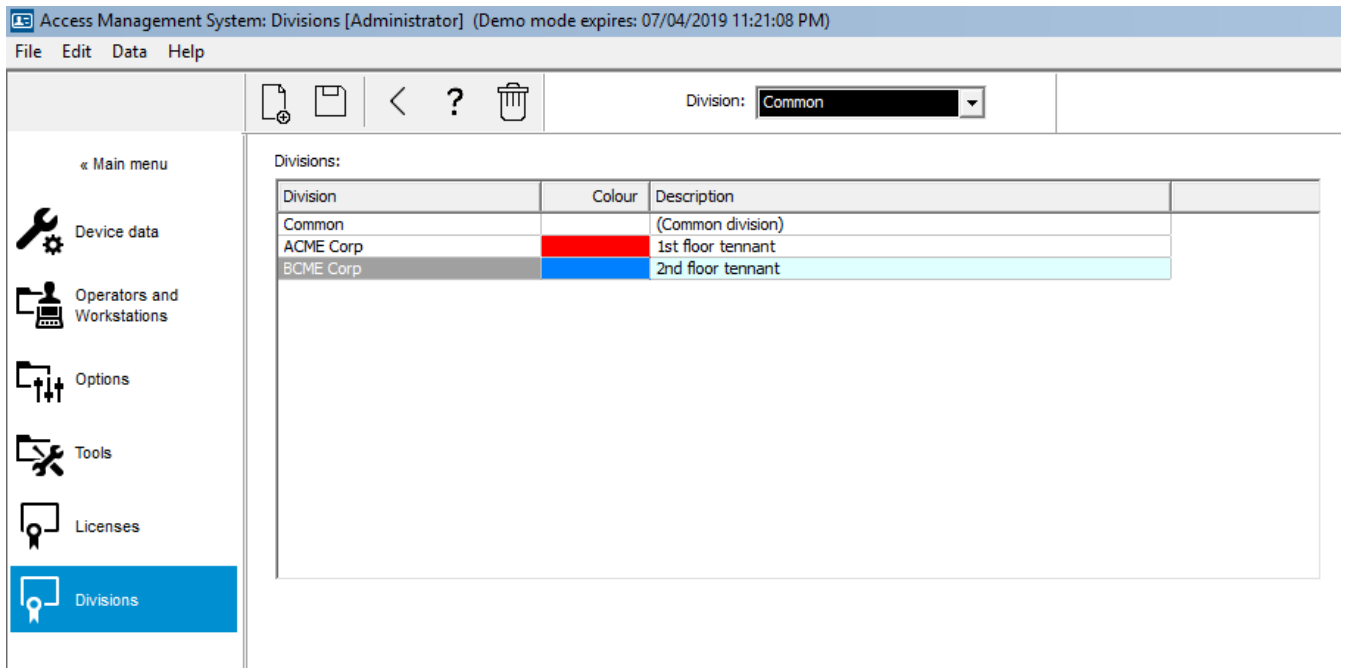 Access Management System: Divisions [Administrator] (Demo mode expires: 07/04/2019 11:21:08 PM)
File Edit Data Help
? Division: Common
« Main menu
Device data
Operators and
Workstations
Options
Tools
Licenses
Divisions
Divisions:
Division Colour Description
Common (Common division)
ACME Corp 1st floor tennant
BCME Corp 2nd floor tennant